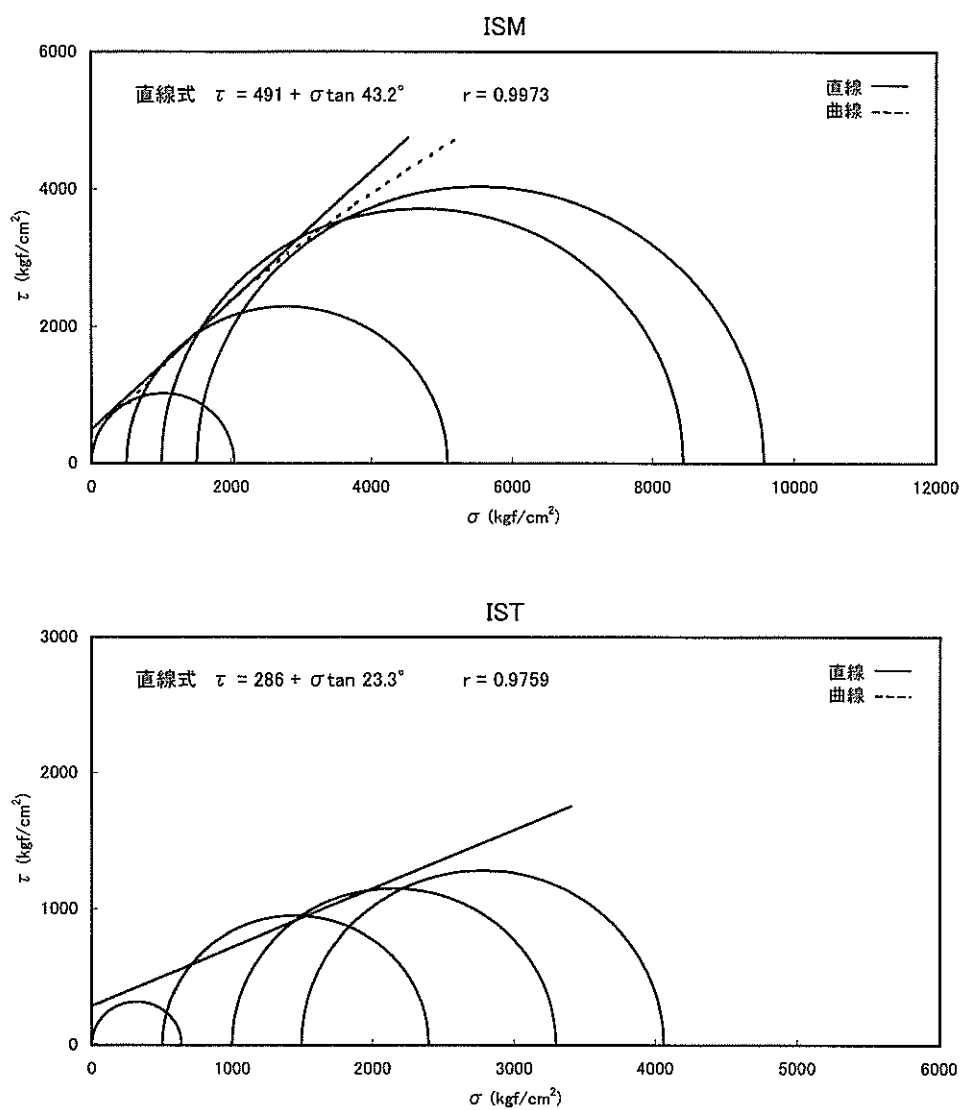 ISM
6000
直線式 τ = 491 + σtan 43.2° r = 0.9973
直線
曲線
4000
τ (kgf/cm²)
2000
0
0 2000 4000 6000 8000 10000 12000
σ (kgf/cm²)
IST
3000
直線式 τ = 286 + σtan 23.3° r = 0.9759
直線
曲線
2000
τ (kgf/cm²)
1000
0
0 1000 2000 3000 4000 5000 6000
σ (kgf/cm²)